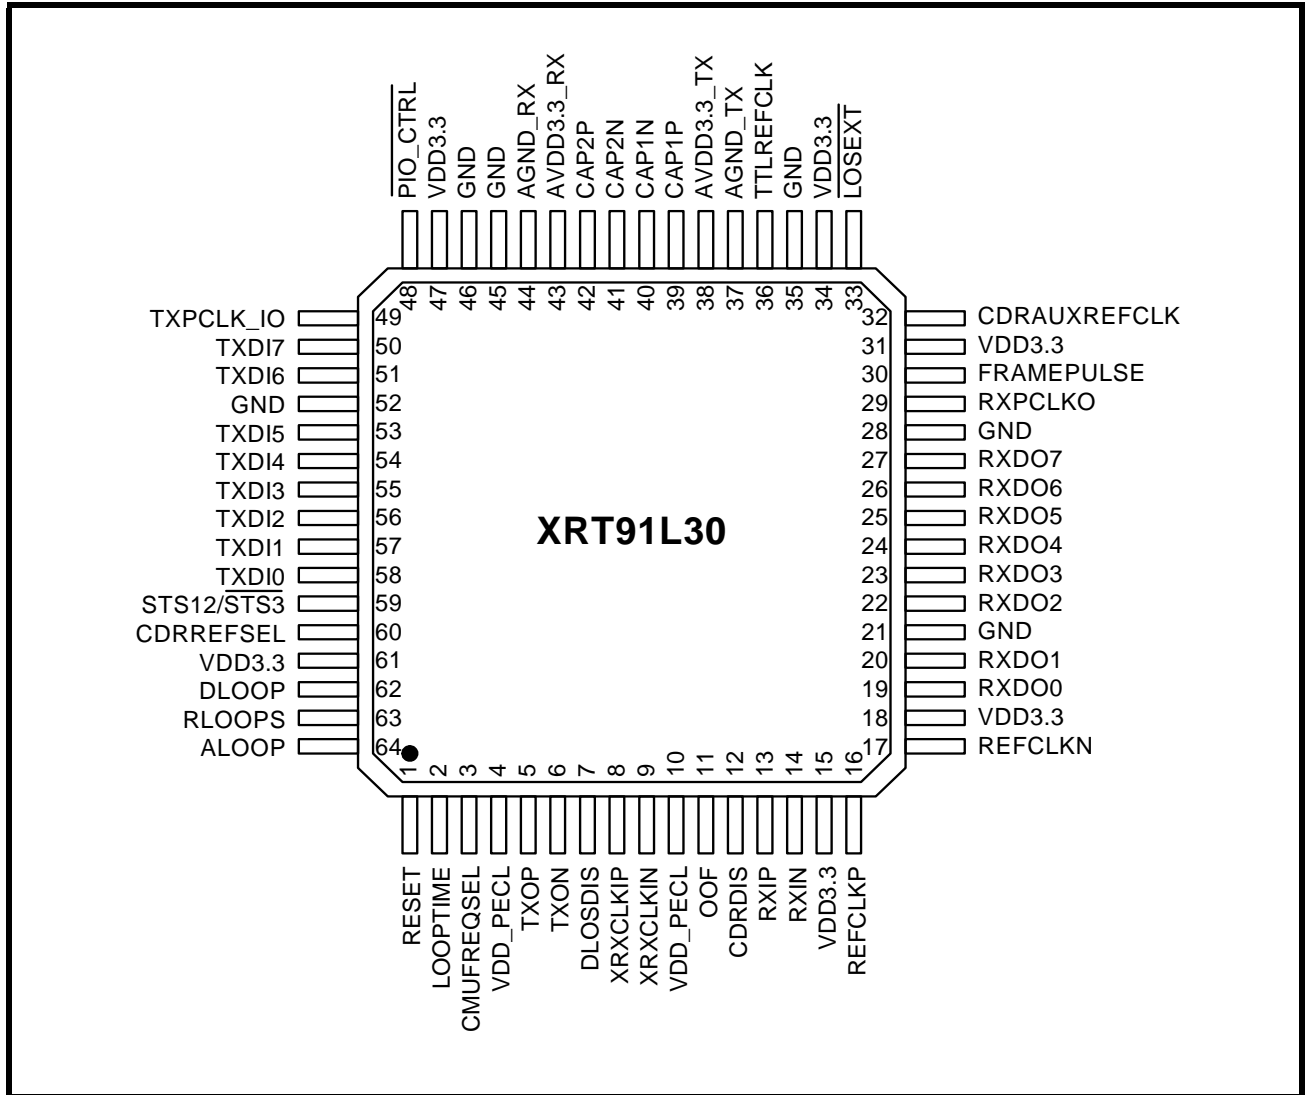 PIO_CTRL
VDD3.3
GND
GND
AGND_RX
AVDD3.3_RX
CAP2P
CAP2N
CAP1N
CAP1P
AVDD3.3_TX
AGND_TX
TTLREFCLK
GND
VDD3.3
LOSEXT
48
47
46
45
44
43
42
41
40
39
38
37
36
35
34
33
TXPCLK_IO 49
TXDI7 50
TXDI6 51
GND 52
TXDI5 53
TXDI4 54
TXDI3 55
TXDI2 56
TXDI1 57
TXDI0 58
STS12/STS3 59
CDRREFSEL 60
VDD3.3 61
DLOOP 62
RLOOPS 63
ALOOP 64
XRT91L30
32 CDRAUXREFCLK
31 VDD3.3
30 FRAMEPULSE
29 RXPCLKO
28 GND
27 RXDO7
26 RXDO6
25 RXDO5
24 RXDO4
23 RXDO3
22 RXDO2
21 GND
20 RXDO1
19 RXDO0
18 VDD3.3
17 REFCLKN
1
2
3
4
5
6
7
8
9
10
11
12
13
14
15
16
RESET
LOOPTIME
CMUFREQSEL
VDD_PECL
TXOP
TXON
DLOSDIS
XRXCLKIP
XRXCLKIN
VDD_PECL
OOF
CDRDIS
RXIP
RXIN
VDD3.3
REFCLKP